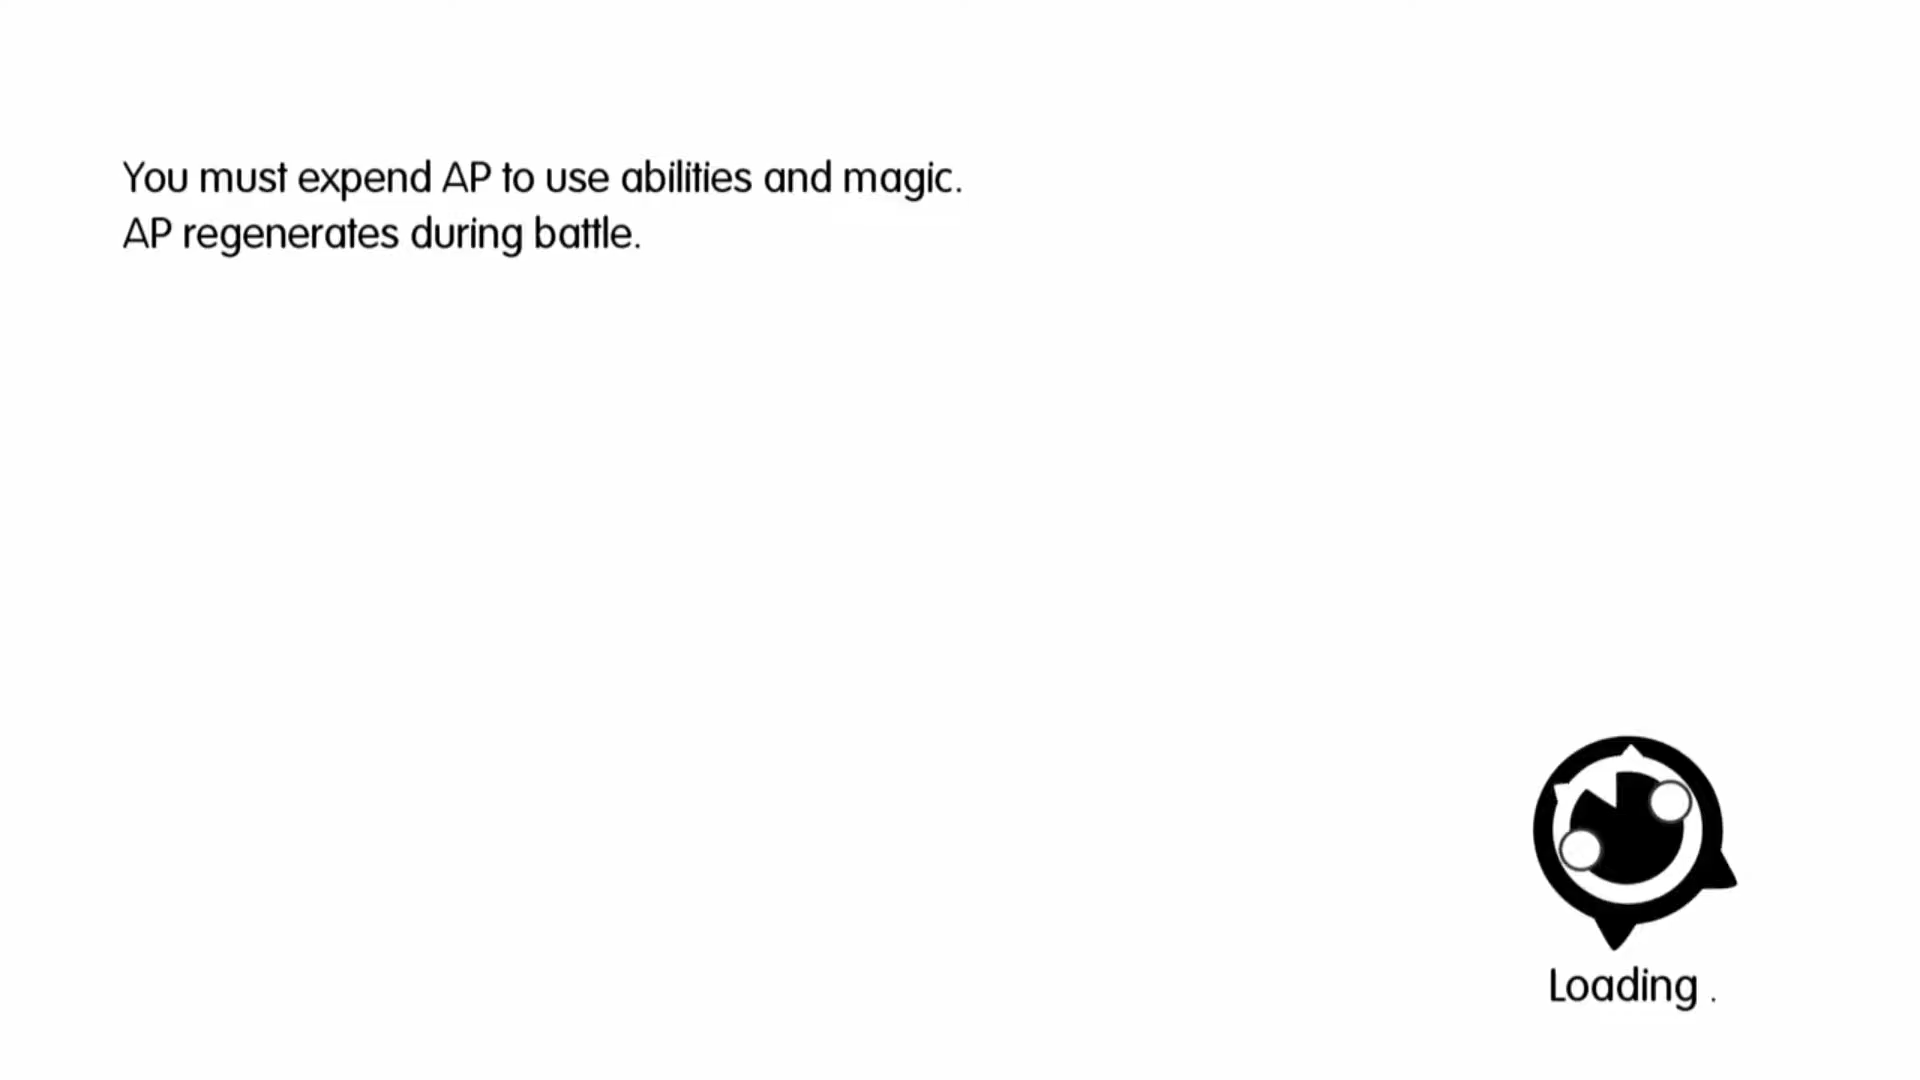 You must expend AP to use abilities and magic.
AP regenerates during battle.
Loading .